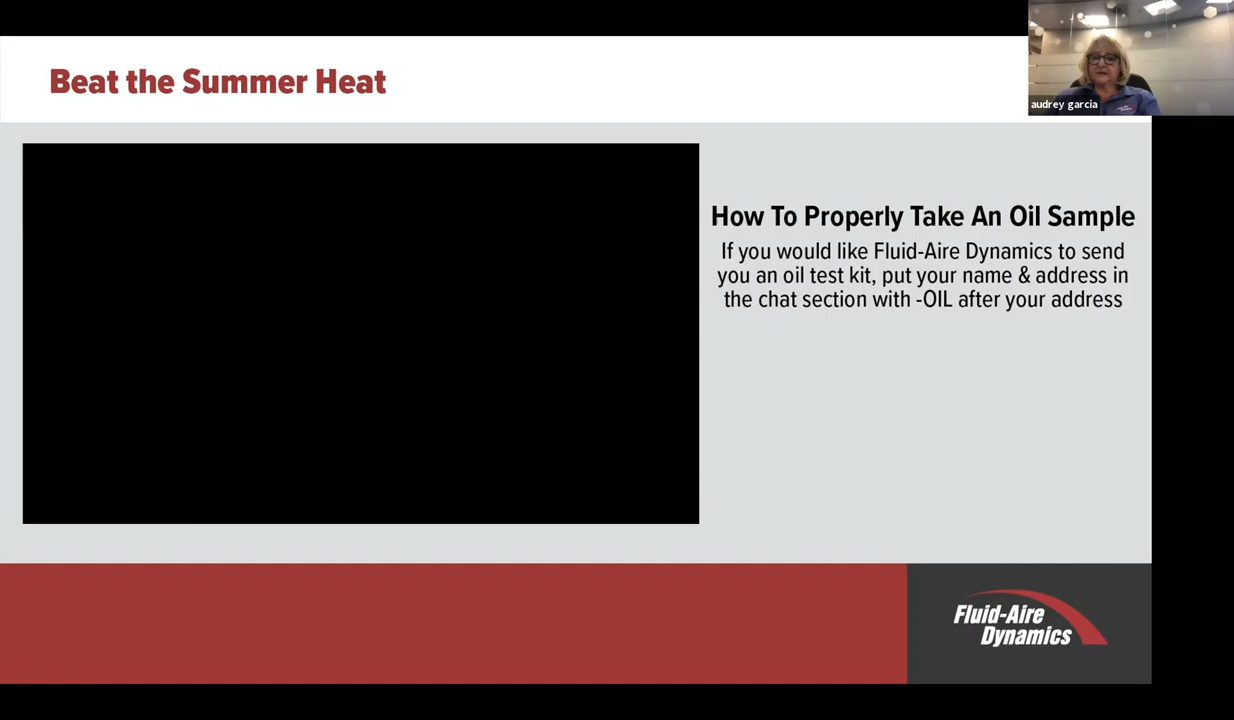 Beat the Summer Heat
audrey garcia
How To Properly Take An Oil Sample
If you would like Fluid-Aire Dynamics to send
you an oil test kit, put your name & address in
the chat section with -OIL after your address
Fluid-Aire
Dynamics